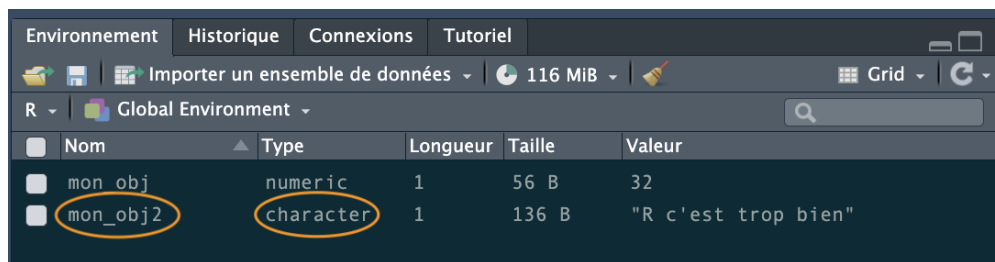 Environnement Historique Connexions Tutoriel
Importer un ensemble de données 116 MiB Grid
R Global Environment
Nom Type Longueur Taille Valeur
mon_obj numeric 1 56 B 32
mon_obj2 character 1 136 B "R c'est trop bien"